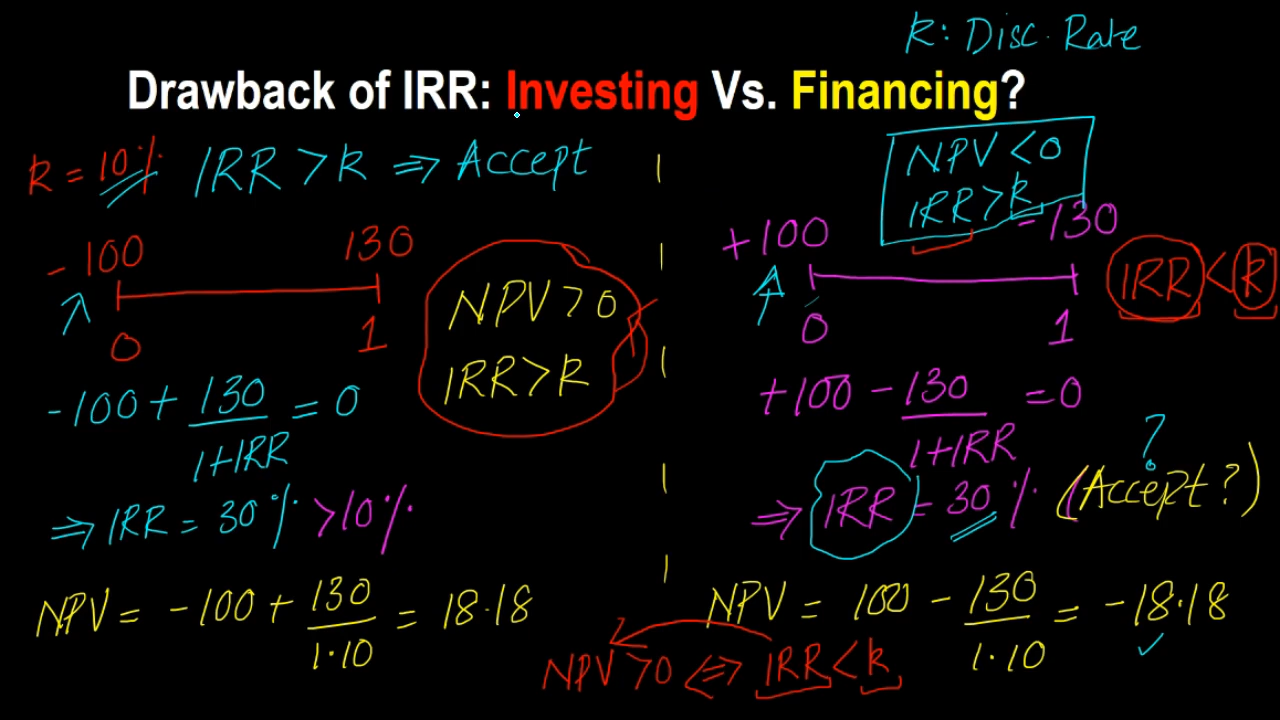 R: Disc. Rate
Drawback of IRR: Investing Vs. Financing?
R = 10% IRR > R ⇒ Accept
-100 130
0 1
NPV > 0
IRR > R
-100 + 130/(1+IRR) = 0
⇒ IRR = 30% > 10%
NPV = -100 + 130/1.10 = 18.18
NPV < 0
IRR > R
+100 -130
0 1
IRR < R
+100 - 130/(1+IRR) = 0
?
⇒ IRR = 30% (Accept?)
NPV = 100 - 130/1.10 = -18.18
NPV > 0 ⇔ IRR < R